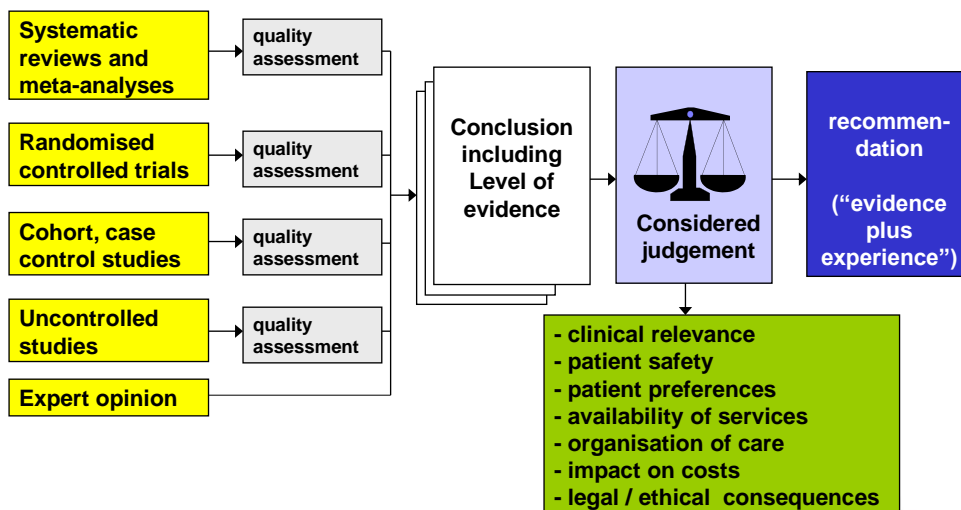 Systematic
reviews and
meta-analyses
quality
assessment
Randomised
controlled trials
quality
assessment
Cohort, case
control studies
quality
assessment
Uncontrolled
studies
quality
assessment
Expert opinion
Conclusion
including
Level of
evidence
Considered
judgement
recommen-
dation
(“evidence
plus
experience”)
- clinical relevance
- patient safety
- patient preferences
- availability of services
- organisation of care
- impact on costs
- legal / ethical  consequences